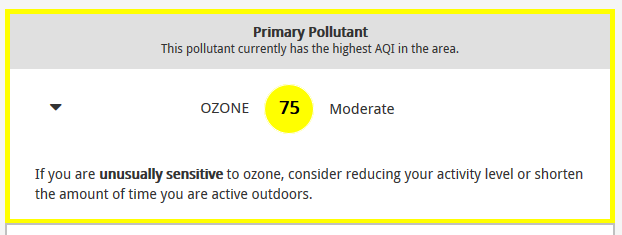 Primary Pollutant
This pollutant currently has the highest AQI in the area.
OZONE 75 Moderate
If you are unusually sensitive to ozone, consider reducing your activity level or shorten
the amount of time you are active outdoors.